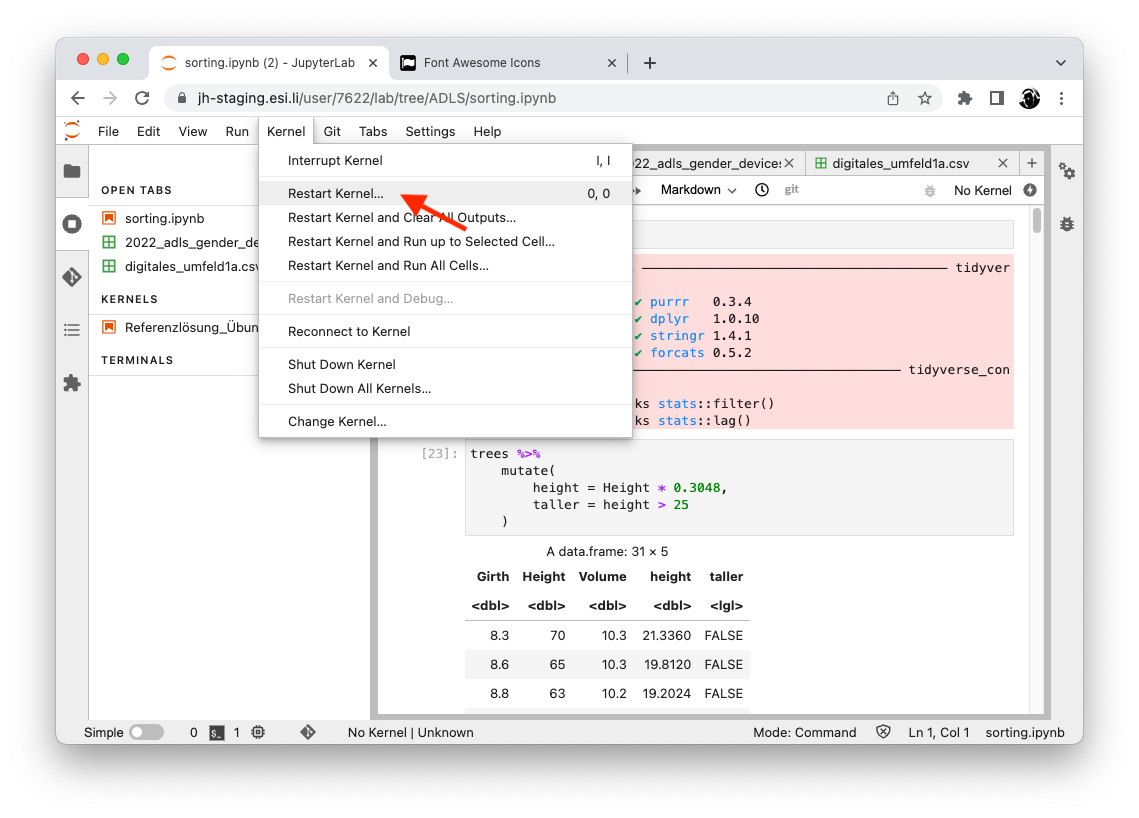 sorting.ipynb (2) - JupyterLab
Font Awesome Icons
jh-staging.esi.li/user/7622/lab/tree/ADLS/sorting.ipynb
File Edit View Run Kernel Git Tabs Settings Help
OPEN TABS
sorting.ipynb
2022_adls_gender_de
digitales_umfeld1a.csv
KERNELS
Referenzlösung_Übun
TERMINALS
Interrupt Kernel I, I
Restart Kernel... 0, 0
Restart Kernel and Clear All Outputs...
Restart Kernel and Run up to Selected Cell...
Restart Kernel and Run All Cells...
Restart Kernel and Debug...
Reconnect to Kernel
Shut Down Kernel
Shut Down All Kernels...
Change Kernel...
022_adls_gender_devices
digitales_umfeld1a.csv
Markdown git No Kernel
tidyver
✔ purrr 0.3.4
✔ dplyr 1.0.10
✔ stringr 1.4.1
✔ forcats 0.5.2
tidyverse_con
ks stats::filter()
ks stats::lag()
[23]: trees %>%
mutate(
height = Height * 0.3048,
taller = height > 25
)
A data.frame: 31 × 5
Girth Height Volume height taller
<dbl> <dbl> <dbl> <dbl> <lgl>
8.3 70 10.3 21.3360 FALSE
8.6 65 10.3 19.8120 FALSE
8.8 63 10.2 19.2024 FALSE
Simple 0 $_ 1 No Kernel | Unknown Mode: Command Ln 1, Col 1 sorting.ipynb